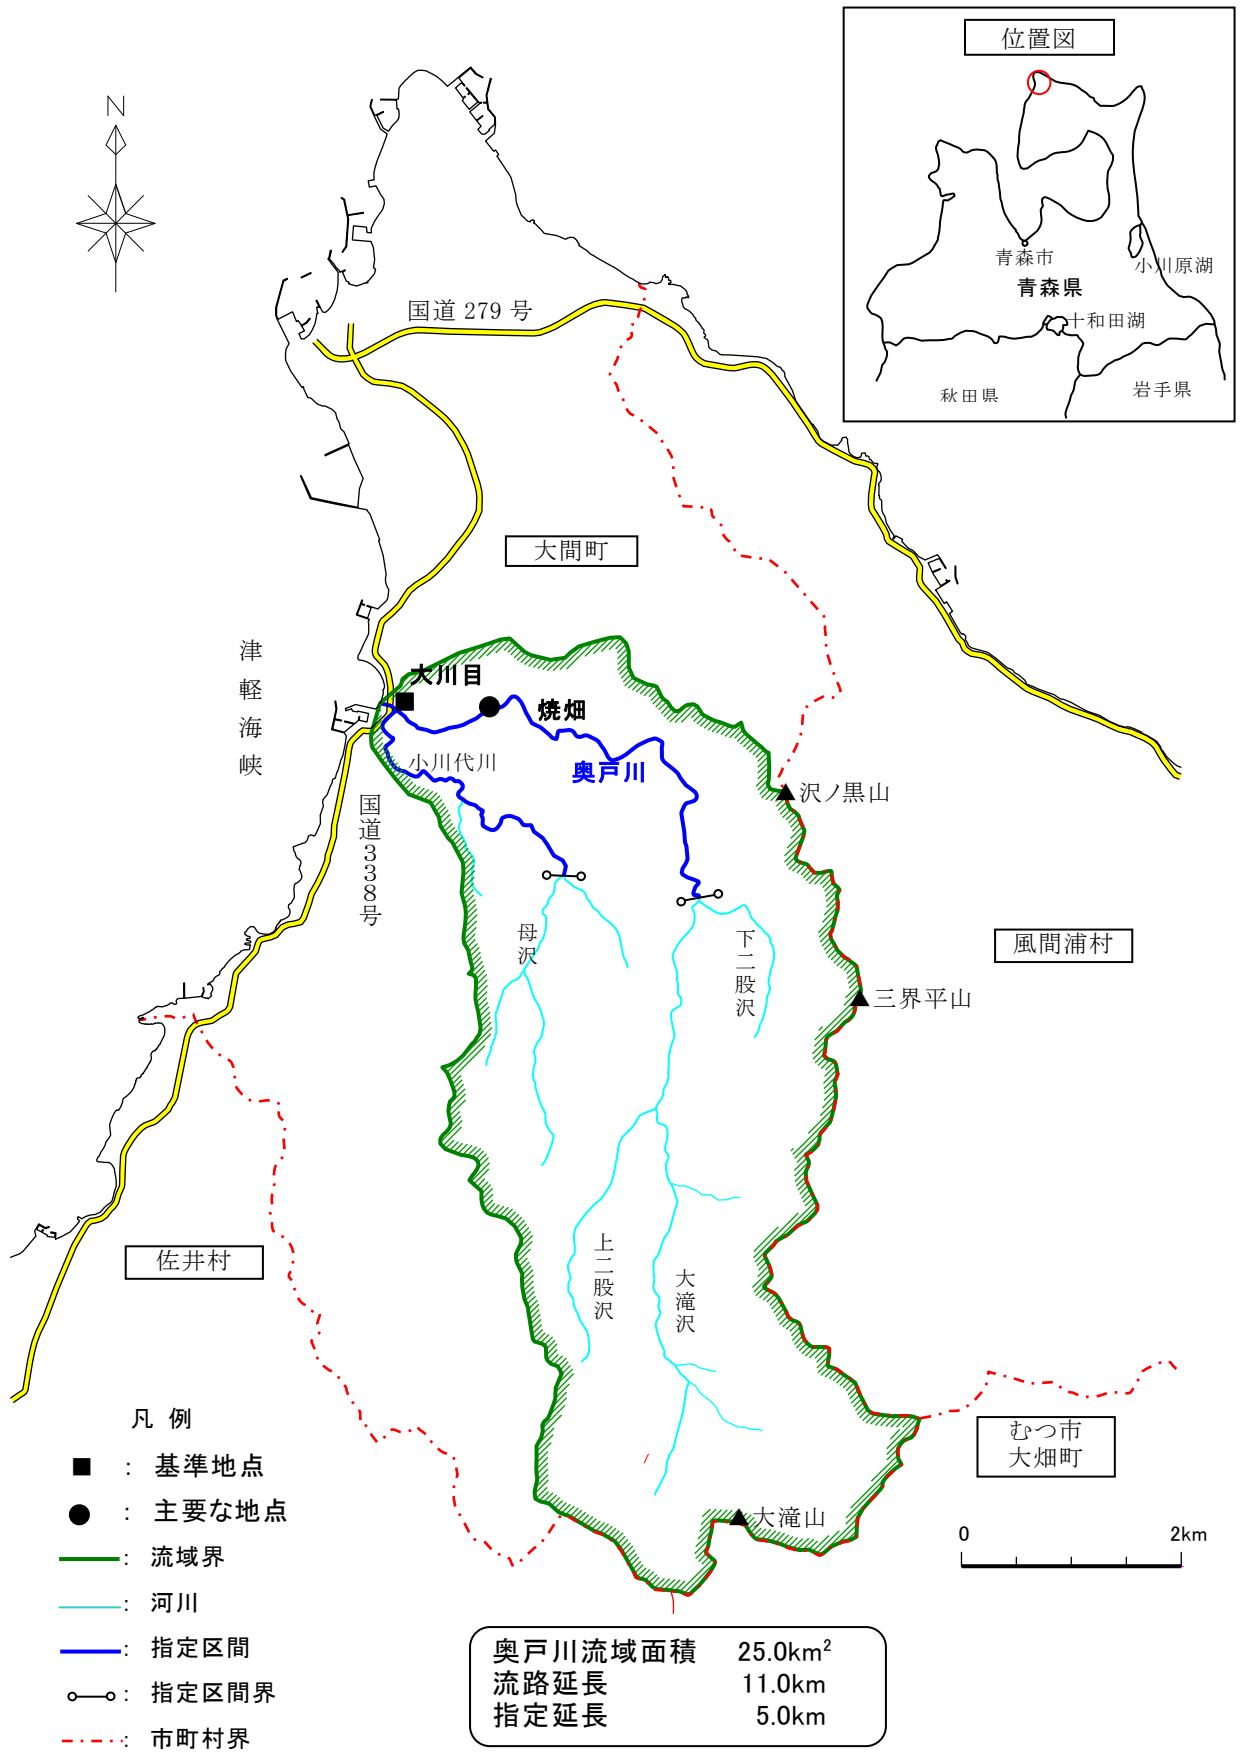 位置図
青森市
青森県
小川原湖
十和田湖
秋田県
岩手県
N
国道 279 号
大間町
津軽海峡
大川目
焼畑
奥戸川
小川代川
国道338号
沢ノ黒山
母沢
下二股沢
風間浦村
三界平山
佐井村
上二股沢
大滝沢
むつ市
大畑町
大滝山
0 2km
凡 例
■ : 基準地点
● : 主要な地点
: 流域界
: 河川
: 指定区間
: 指定区間界
: 市町村界
奥戸川流域面積 25.0km²
流路延長 11.0km
指定延長 5.0km